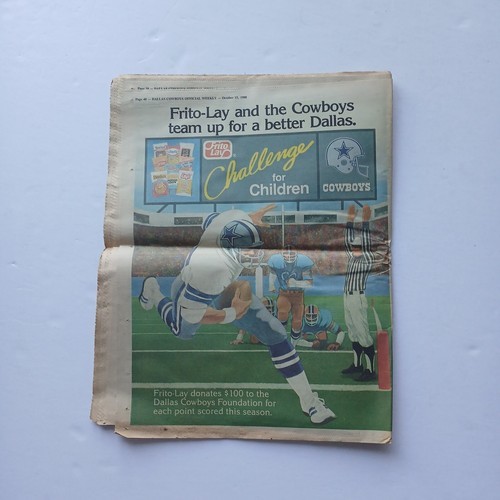 Frito-Lay and the Cowboys
team up for a better Dallas.
Frito
Lay
Challenge
for
Children
COWBOYS
Frito-Lay donates $100 to the
Dallas Cowboys Foundation for
each point scored this season.